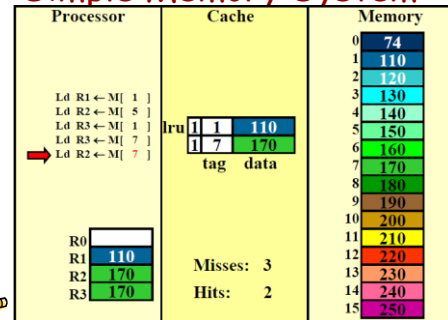 Simple Memory System
Processor
Ld R1 ← M[ 1 ]
Ld R2 ← M[ 5 ]
Ld R3 ← M[ 1 ]
Ld R3 ← M[ 7 ]
Ld R2 ← M[ 7 ]
R0
R1 110
R2 170
R3 170
Cache
lru 1 1 110
1 7 170
tag data
Misses: 3
Hits: 2
Memory
0 74
1 110
2 120
3 130
4 140
5 150
6 160
7 170
8 180
9 190
10 200
11 210
12 220
13 230
14 240
15 250